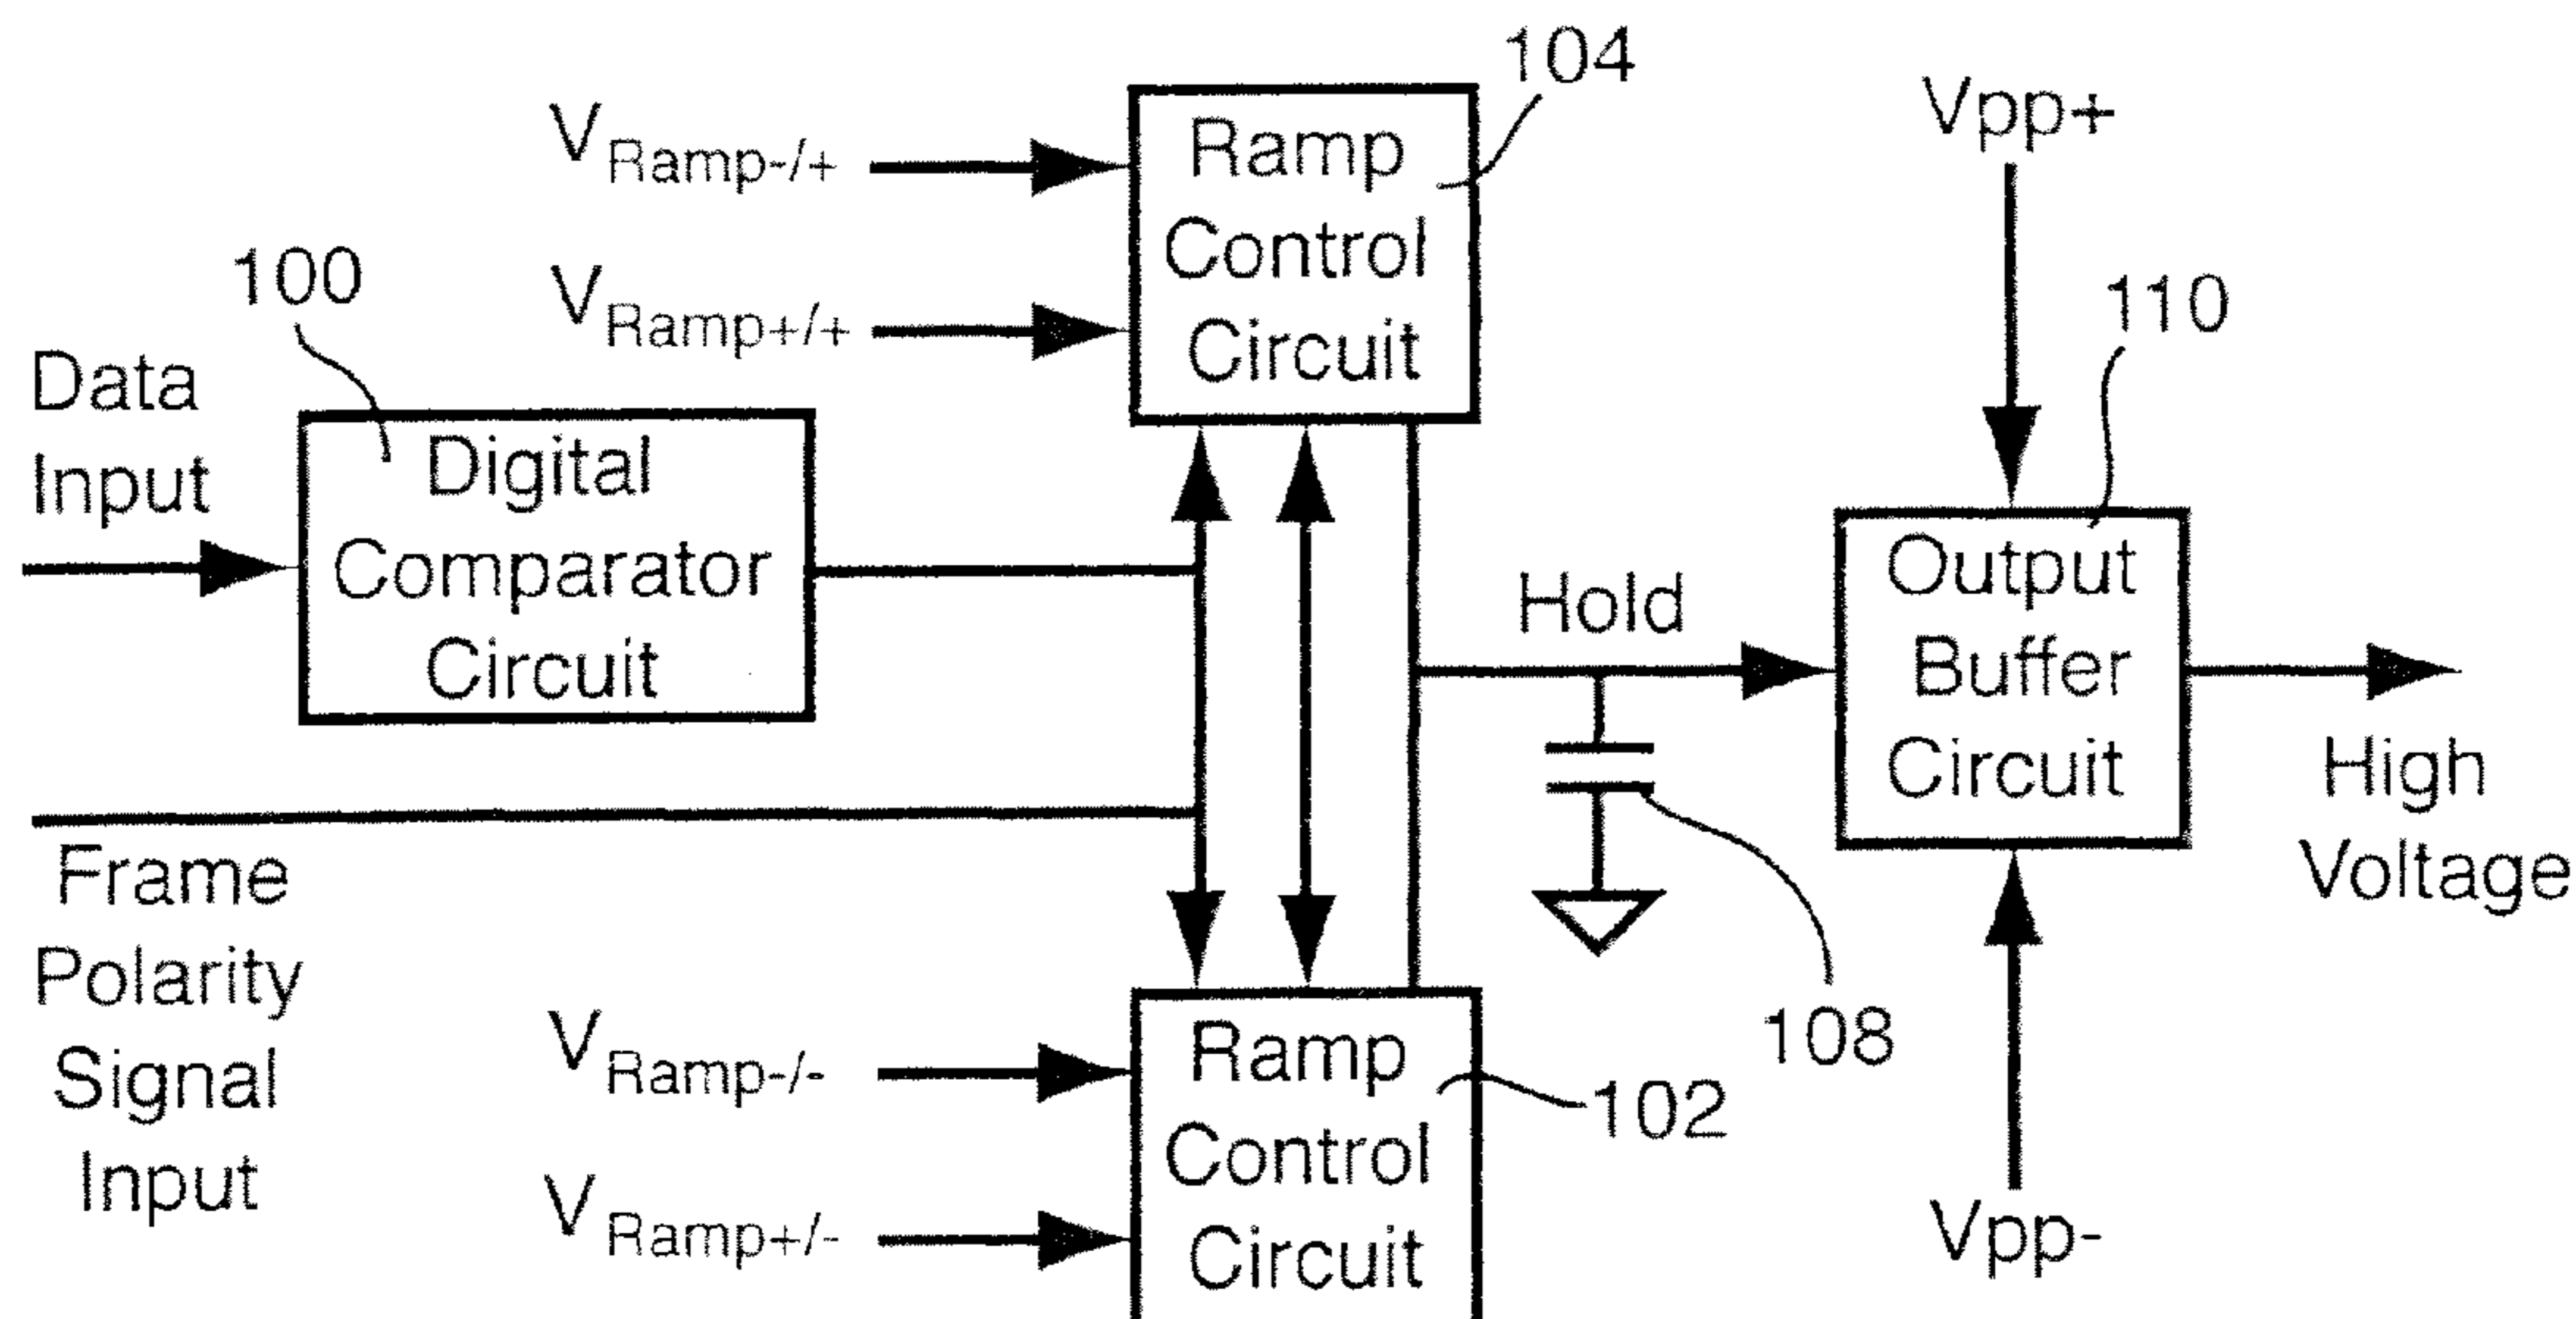 104
V Ramp-/+
Vpp+
Ramp
Control
Circuit
V Ramp+/+
100
110
Data
Input
Digital
Comparator
Circuit
Hold
Output
Buffer
Circuit
High
Voltage
Frame
Polarity
Signal
Input
108
V Ramp-/-
Ramp
Control
Circuit
102
V Ramp+/-
Vpp-